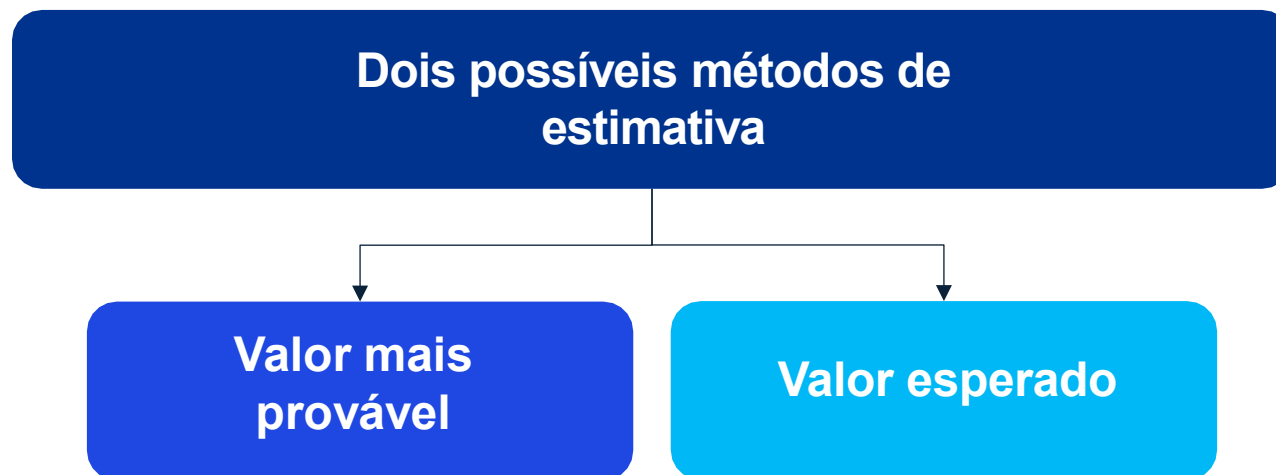 Dois possíveis métodos de
estimativa
Valor mais
provável
Valor esperado